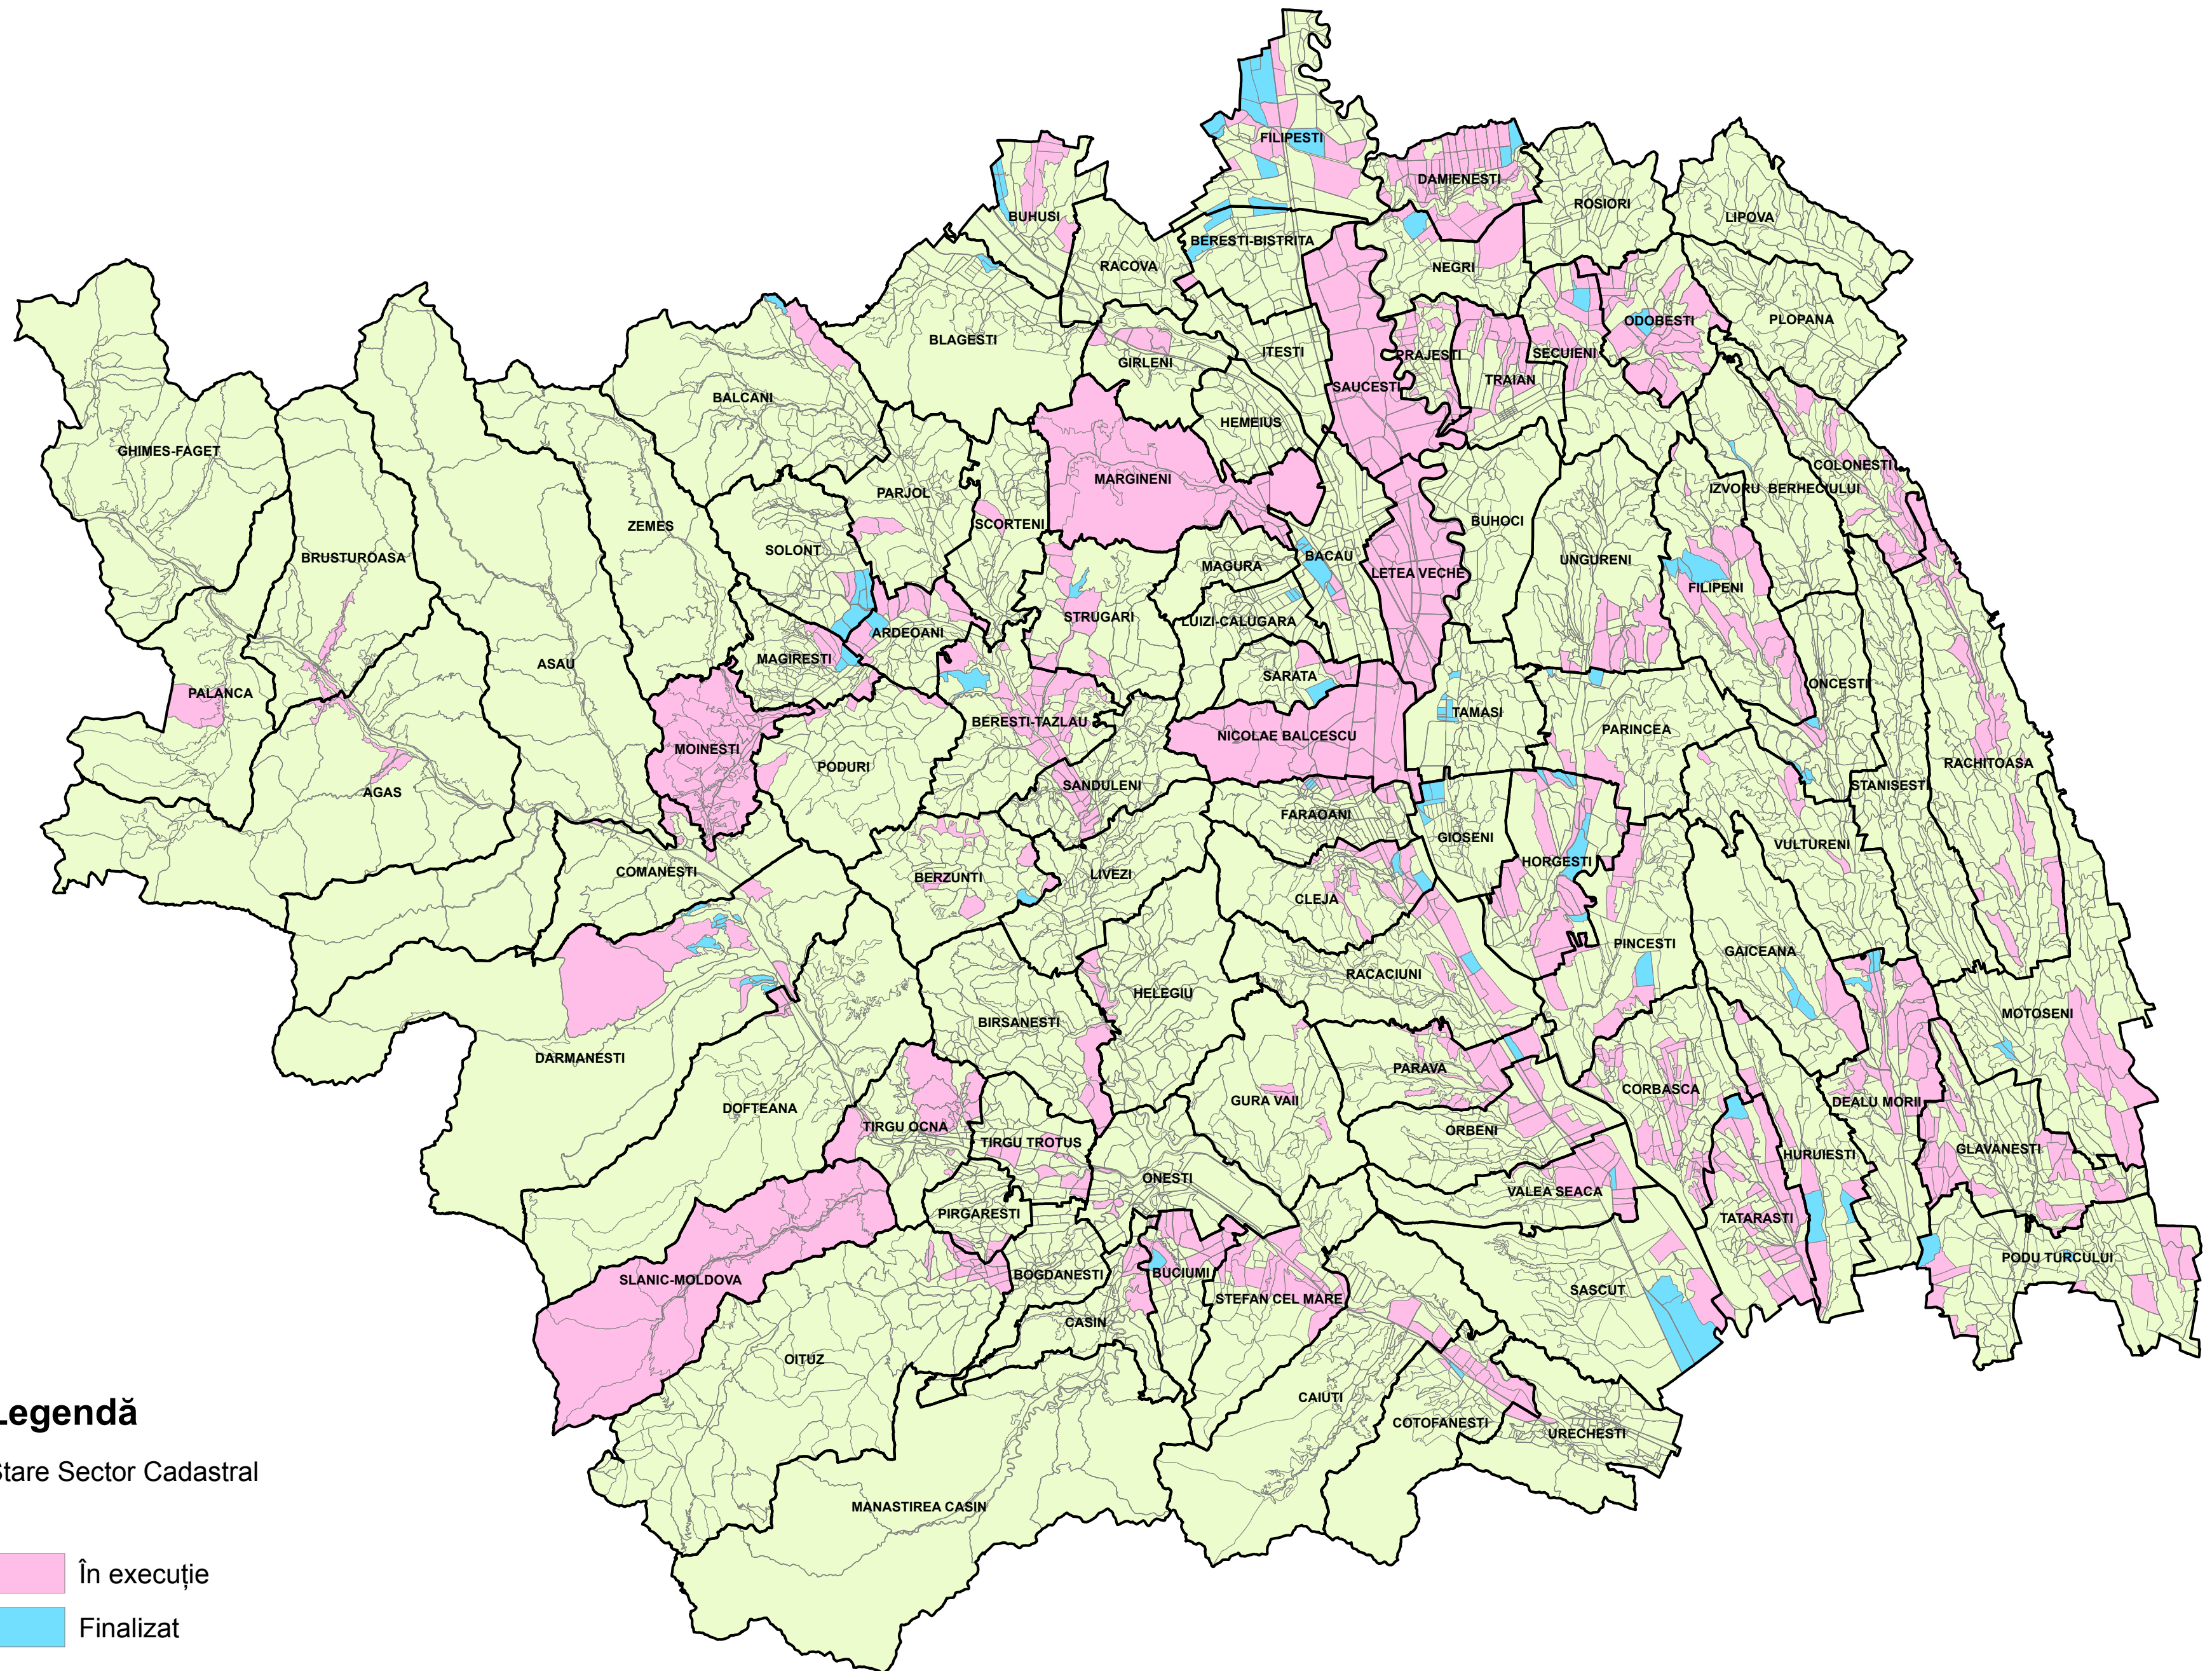 FILIPESTI
DAMIENESTI
ROSIORI
LIPOVA
BUHUSI
BERESTI-BISTRITA
RACOVA
NEGRI
PLOPANA
ODOBESTI
BLAGESTI
GIRLENI
ITESTI
PRAJESTI
SECUIENI
TRAIAN
SAUCESTI
BALCANI
HEMEIUS
GHIMES-FAGET
COLONESTI
MARGINENI
IZVORU BERHECIULUI
PARJOL
SCORTENI
BUHOCI
ZEMES
SOLONT
BRUSTUROASA
BACAU
UNGURENI
MAGURA
LETEA VECHE
FILIPENI
STRUGARI
LUIZI-CALUGARA
ARDEOANI
MAGIRESTI
ASAU
SARATA
ONCESTI
PALANCA
TAMASI
BERESTI-TAZLAU
NICOLAE BALCESCU
PARINCEA
MOINESTI
PODURI
RACHITOASA
SANDULENI
STANISESTI
AGAS
FARAOANI
GIOSENI
VULTURENI
HORGESTI
COMANESTI
BERZUNTI
LIVEZI
CLEJA
PINCESTI
GAICEANA
RACACIUNI
HELEGIU
MOTOSENI
BIRSANESTI
DARMANESTI
PARAVA
CORBASCA
GURA VAII
DEALU MORII
DOFTEANA
TIRGU OCNA
ORBENI
TIRGU TROTUS
GLAVANESTI
HURUIESTI
ONESTI
VALEA SEACA
PIRGARESTI
TATARASTI
PODU TURCULUI
SLANIC-MOLDOVA
BOGDANESTI
BUCIUMI
SASCUT
STEFAN CEL MARE
CASIN
OITUZ
CAIUTI
COTOFANESTI
URECHESTI
MANASTIREA CASIN
Legendă
Stare Sector Cadastral
În execuție
Finalizat